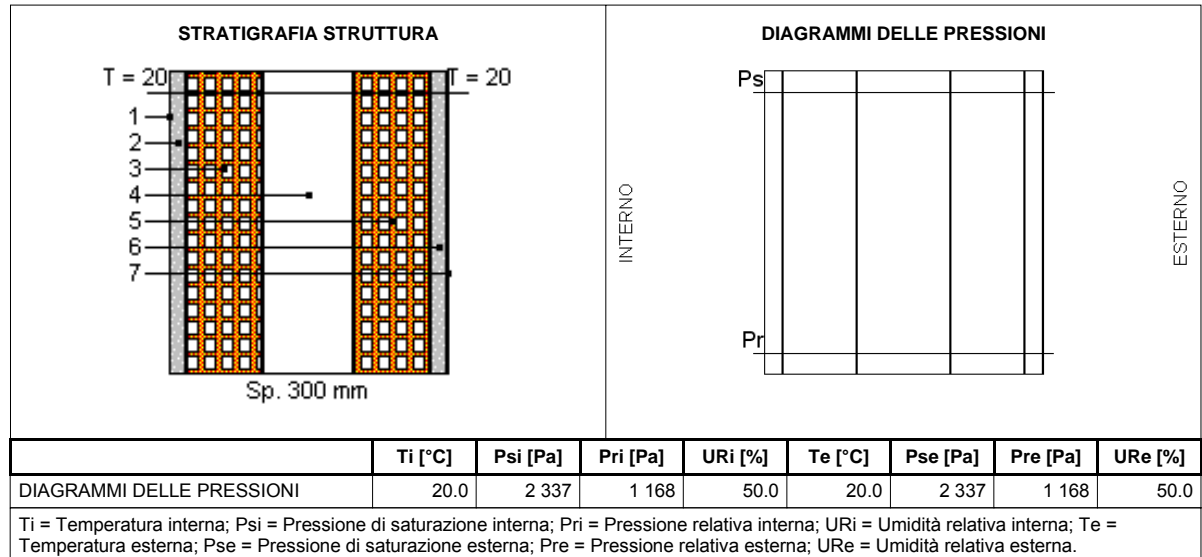 STRATIGRAFIA STRUTTURA
T = 20
T = 20
1
2
3
4
5
6
7
Sp. 300 mm
DIAGRAMMI DELLE PRESSIONI
Ps
Pr
INTERNO
ESTERNO
Ti [°C] Psi [Pa] Pri [Pa] URi [%] Te [°C] Pse [Pa] Pre [Pa] URe [%]
DIAGRAMMI DELLE PRESSIONI 20.0 2 337 1 168 50.0 20.0 2 337 1 168 50.0
Ti = Temperatura interna; Psi = Pressione di saturazione interna; Pri = Pressione relativa interna; URi = Umidità relativa interna; Te =
Temperatura esterna; Pse = Pressione di saturazione esterna; Pre = Pressione relativa esterna; URe = Umidità relativa esterna.